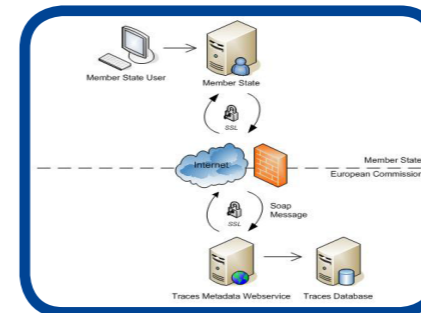 Member State User
Member State
SSL
Internet
Member State
European Commission
SSL
Soap
Message
Traces Metadata Webservice
Traces Database